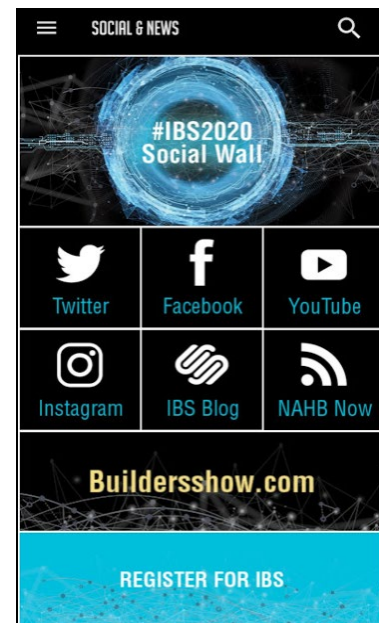 SOCIAL & NEWS
#IBS2020
Social Wall
Twitter
Facebook
YouTube
Instagram
IBS Blog
NAHB Now
Buildersshow.com
REGISTER FOR IBS